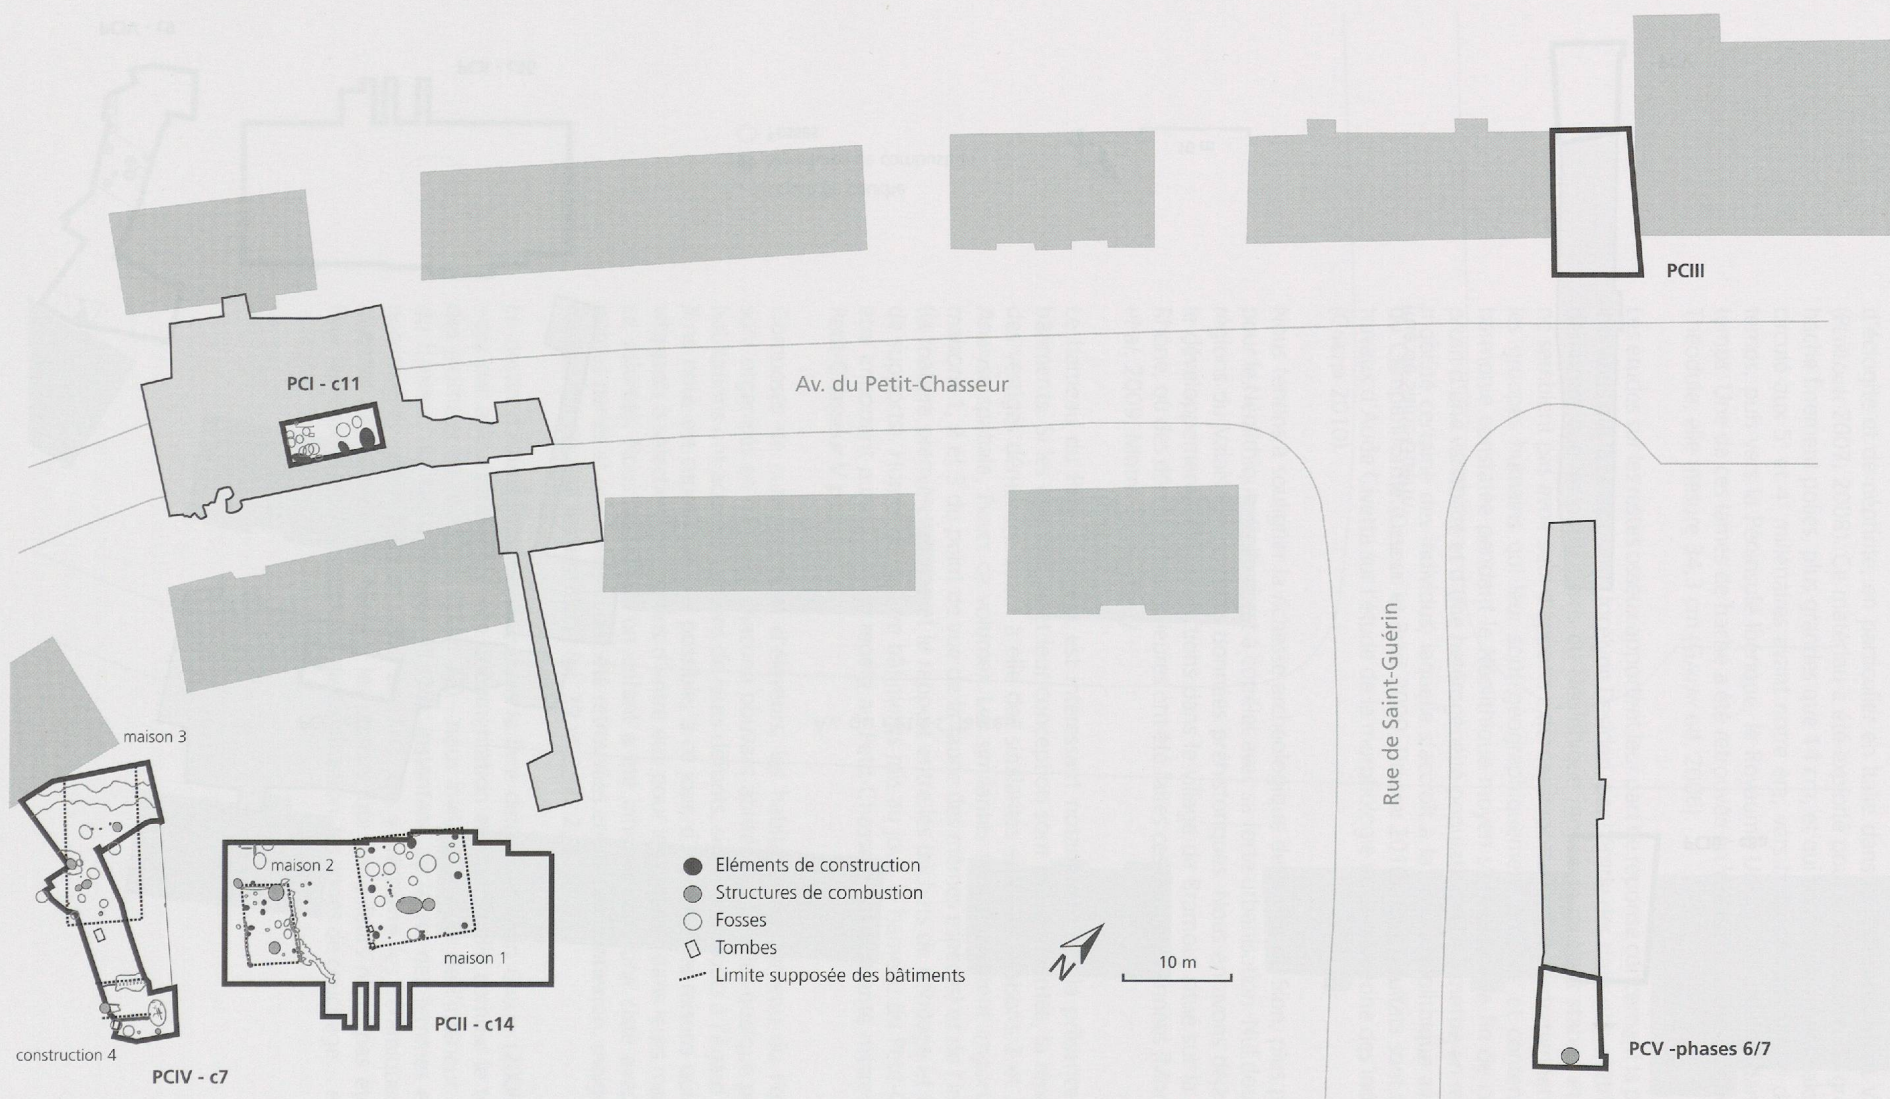 PCIII
PCI - c11
Av. du Petit-Chasseur
Rue de Saint-Guérin
maison 3
maison 2
maison 1
Eléments de construction
Structures de combustion
Fosses
Tombes
Limite supposée des bâtiments
N
10 m
PCII - c14
construction 4
PCIV - c7
PCV -phases 6/7